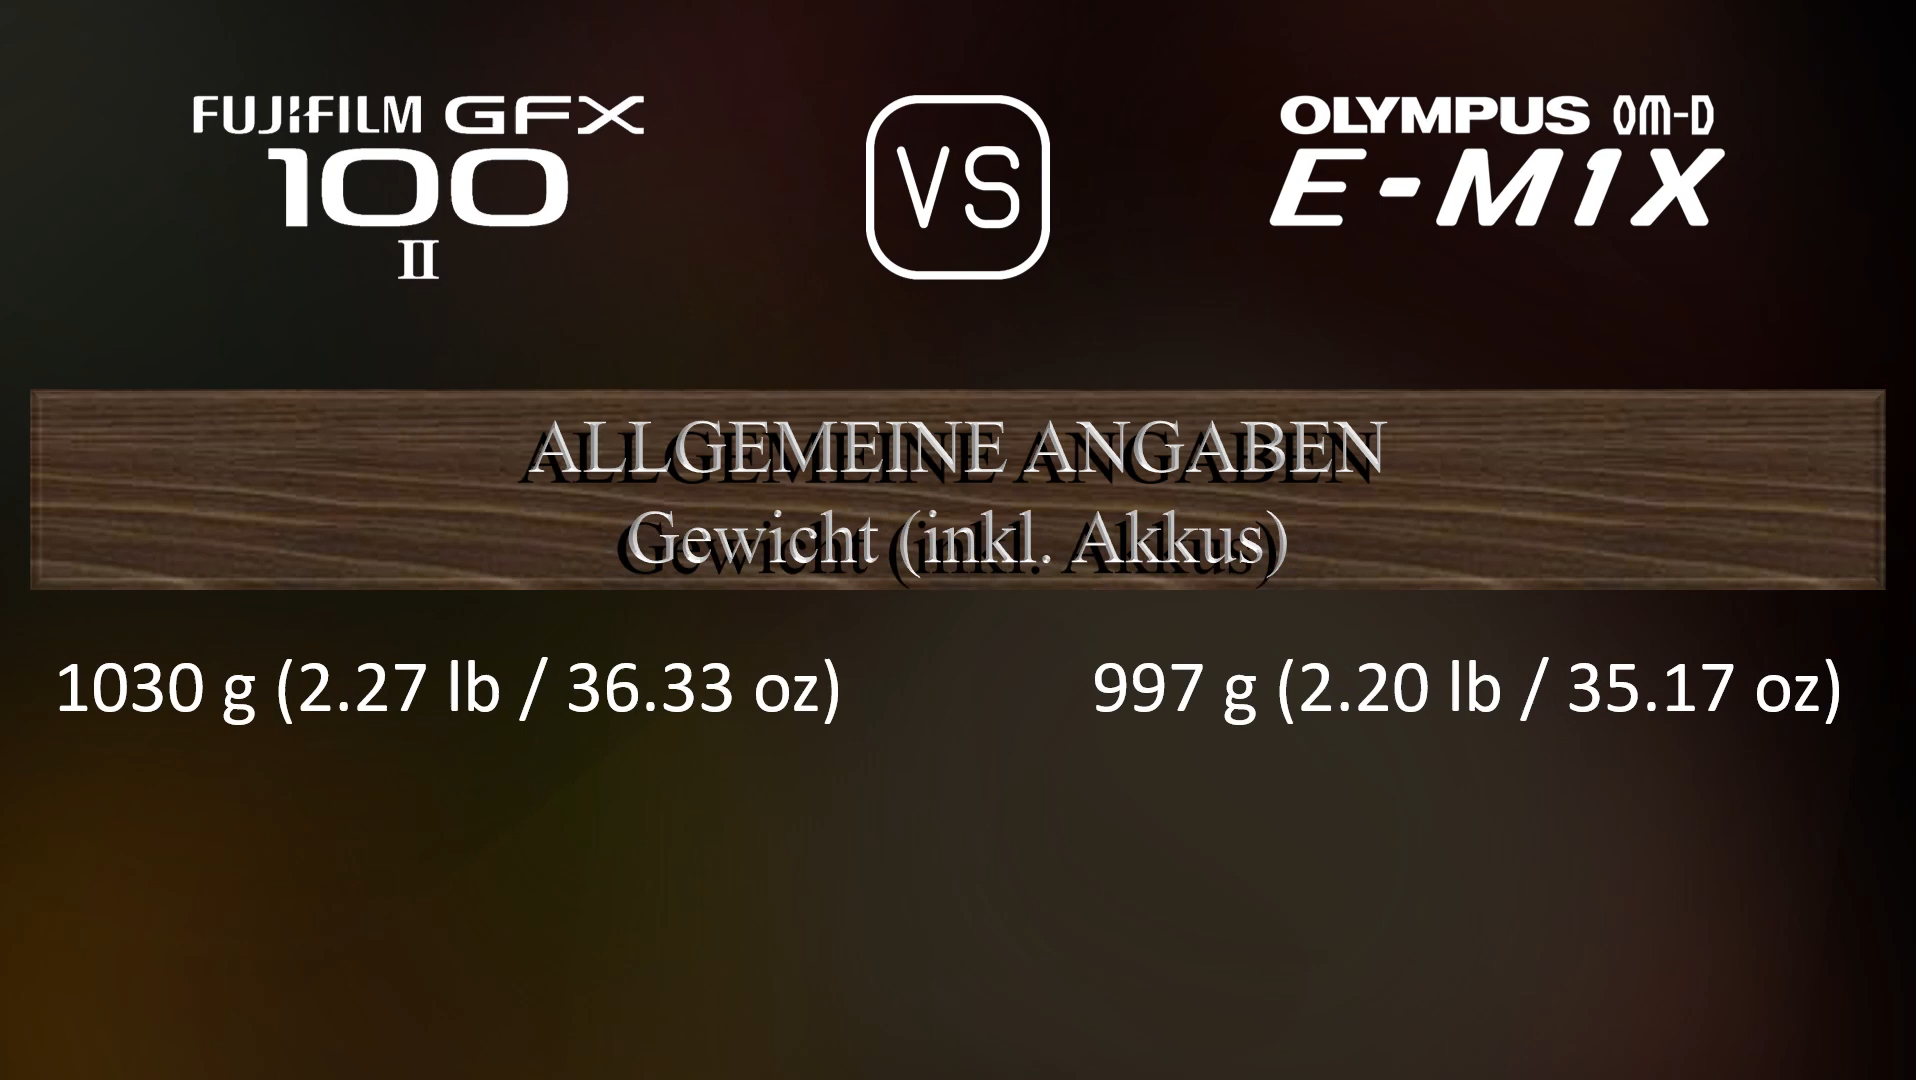 FUJIFILM GFX
100
II
VS
OLYMPUS OM-D
E-M1X
ALLGEMEINE ANGABEN
Gewicht (inkl. Akkus)
1030 g (2.27 lb / 36.33 oz)
997 g (2.20 lb / 35.17 oz)